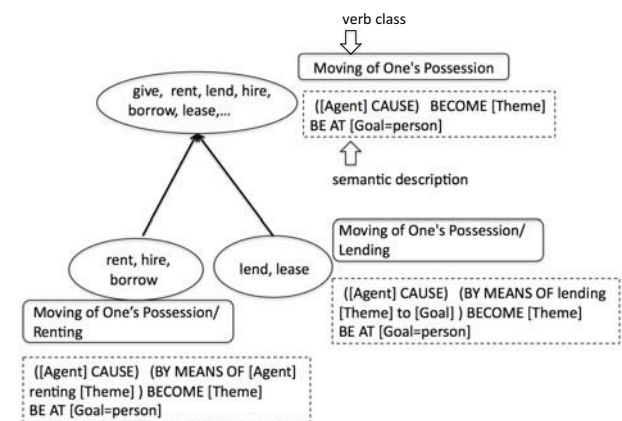 verb class
Moving of One's Possession
give, rent, lend, hire,
borrow, lease,...
([Agent] CAUSE) BECOME [Theme]
BE AT [Goal=person]
semantic description
Moving of One's Possession/
Lending
rent, hire,
borrow
lend, lease
([Agent] CAUSE) (BY MEANS OF lending
[Theme] to [Goal] ) BECOME [Theme]
BE AT [Goal=person]
Moving of One's Possession/
Renting
([Agent] CAUSE) (BY MEANS OF [Agent]
renting [Theme] ) BECOME [Theme]
BE AT [Goal=person]